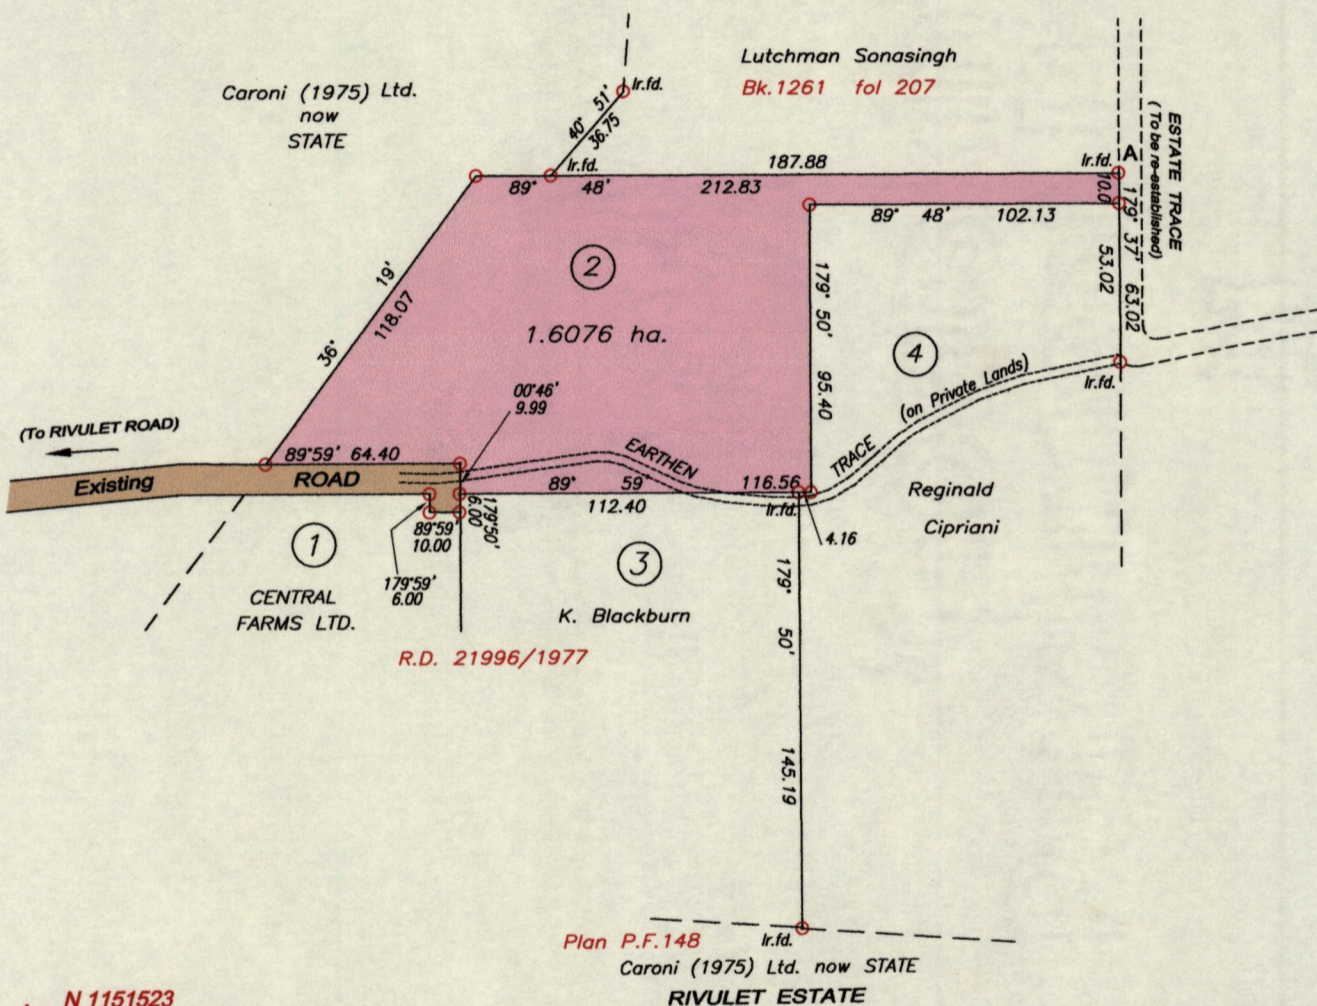 Lutchman Sonasingh
Bk.1261 fol 207
Caroni (1975) Ltd.
now
STATE
Ir.fd.
40° 51'
36.75
Ir.fd.
187.88
Ir.fd.
A
89° 48' 212.83
10.0
ESTATE TRACE
(To be re-established)
89° 48' 102.13
179° 37' 63.02
53.02
2
1.6076 ha.
36° 19'
118.07
179° 50' 95.40
4
(on Private Lands)
Ir.fd.
00°46'
9.99
(To RIVULET ROAD)
89°59' 64.40
Existing ROAD
EARTHEN TRACE
89° 59' 116.56
112.40
Ir.fd.
4.16
Reginald
Cipriani
179°50'
6.00
89°59'
10.00
179°59'
6.00
1
CENTRAL
FARMS LTD.
3
K. Blackburn
R.D. 21996/1977
179° 50' 145.19
Plan P.F.148
Ir.fd.
Caroni (1975) Ltd. now STATE
RIVULET ESTATE
N 1151523